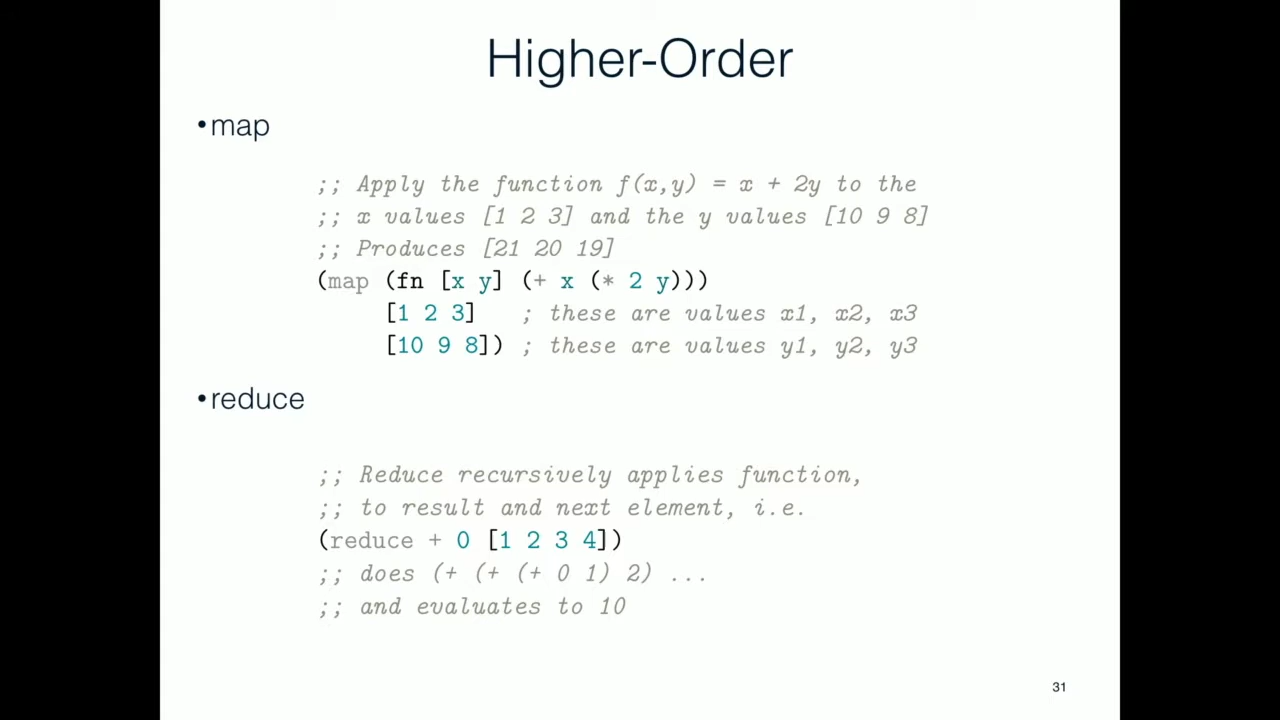 Higher-Order
•map
;; Apply the function f(x,y) = x + 2y to the
;; x values [1 2 3] and the y values [10 9 8]
;; Produces [21 20 19]
(map (fn [x y] (+ x (* 2 y)))
[1 2 3] ; these are values x1, x2, x3
[10 9 8]) ; these are values y1, y2, y3
•reduce
;; Reduce recursively applies function,
;; to result and next element, i.e.
(reduce + 0 [1 2 3 4])
;; does (+ (+ (+ 0 1) 2) ...
;; and evaluates to 10
31